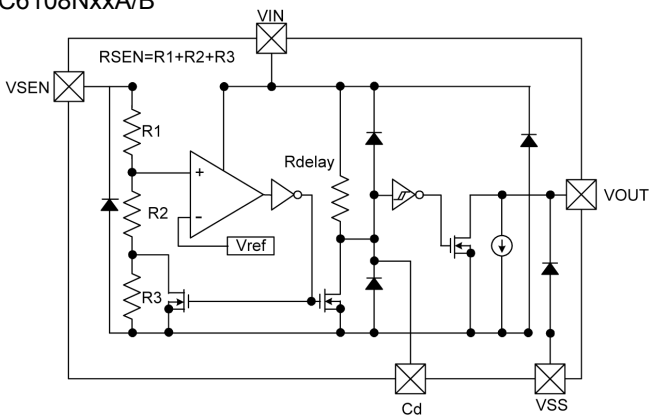 C6108NxxA/B
VIN
RSEN=R1+R2+R3
VSEN
R1
Rdelay
+
R2
-
VOUT
Vref
R3
Cd
VSS